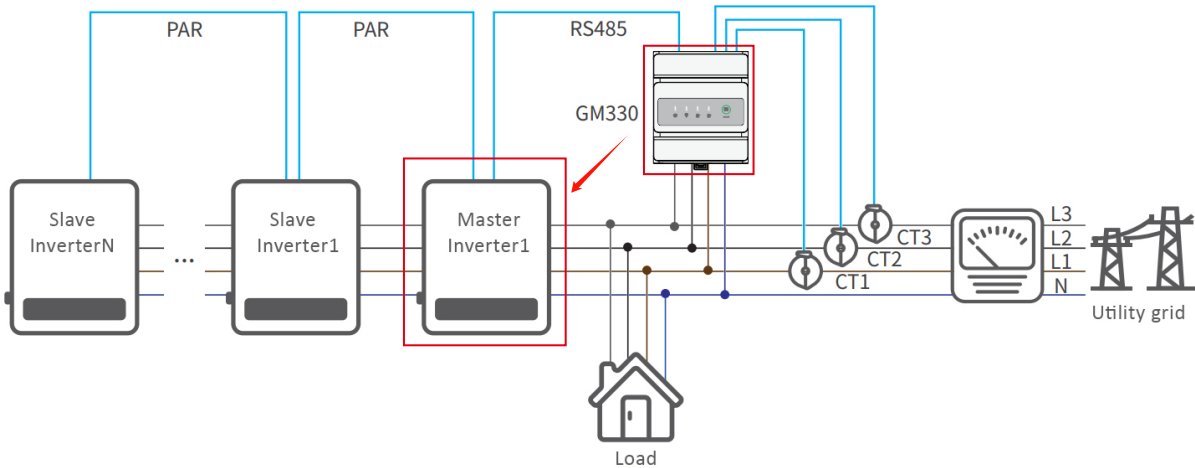 PAR
PAR
RS485
GM330
Slave
InverterN
...
Slave
Inverter1
Master
Inverter1
CT3
CT2
CT1
L3
L2
L1
N
Utility grid
Load